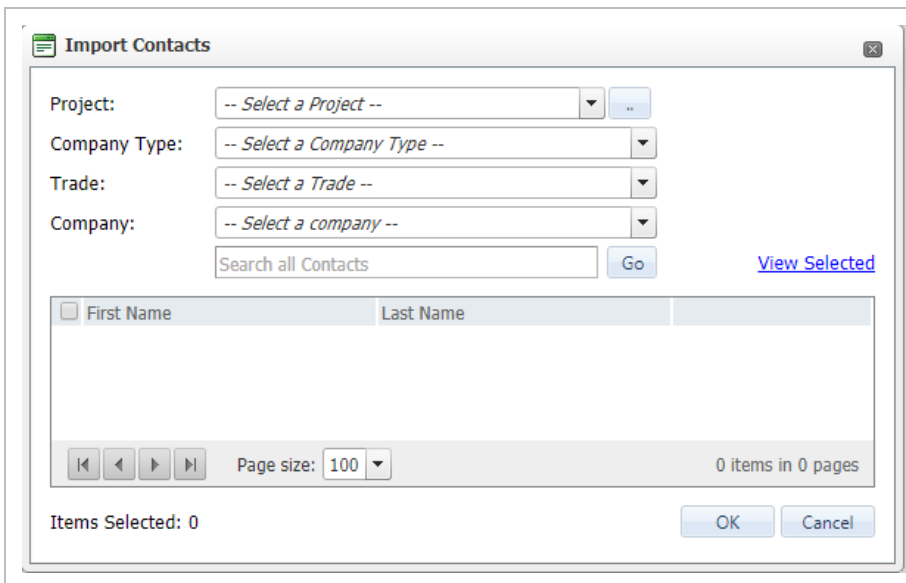 Import Contacts
Project: -- Select a Project -- ..
Company Type: -- Select a Company Type --
Trade: -- Select a Trade --
Company: -- Select a company --
Search all Contacts Go View Selected
First Name Last Name
Page size: 100 0 items in 0 pages
Items Selected: 0 OK Cancel